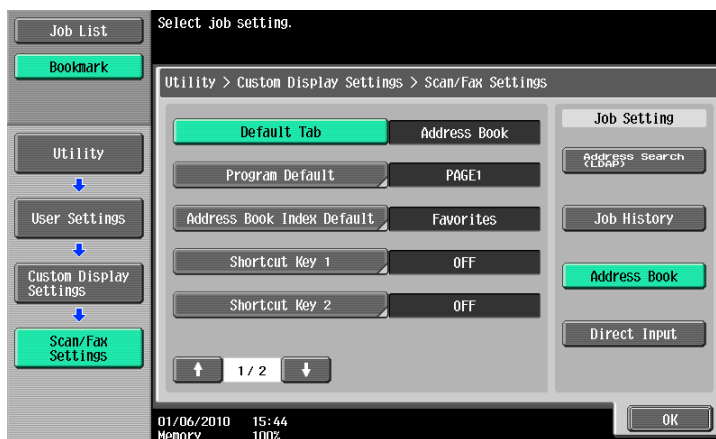 Job List
Select job setting.
Bookmark
Utility > Custom Display Settings > Scan/Fax Settings
Utility
User Settings
Custom Display
Settings
Scan/Fax
Settings
Default Tab
Address Book
Program Default
PAGE1
Address Book Index Default
Favorites
Shortcut Key 1
OFF
Shortcut Key 2
OFF
1/ 2
Job Setting
Address Search
(LDAP)
Job History
Address Book
Direct Input
01/06/2010 15:44
Memory 100%
OK